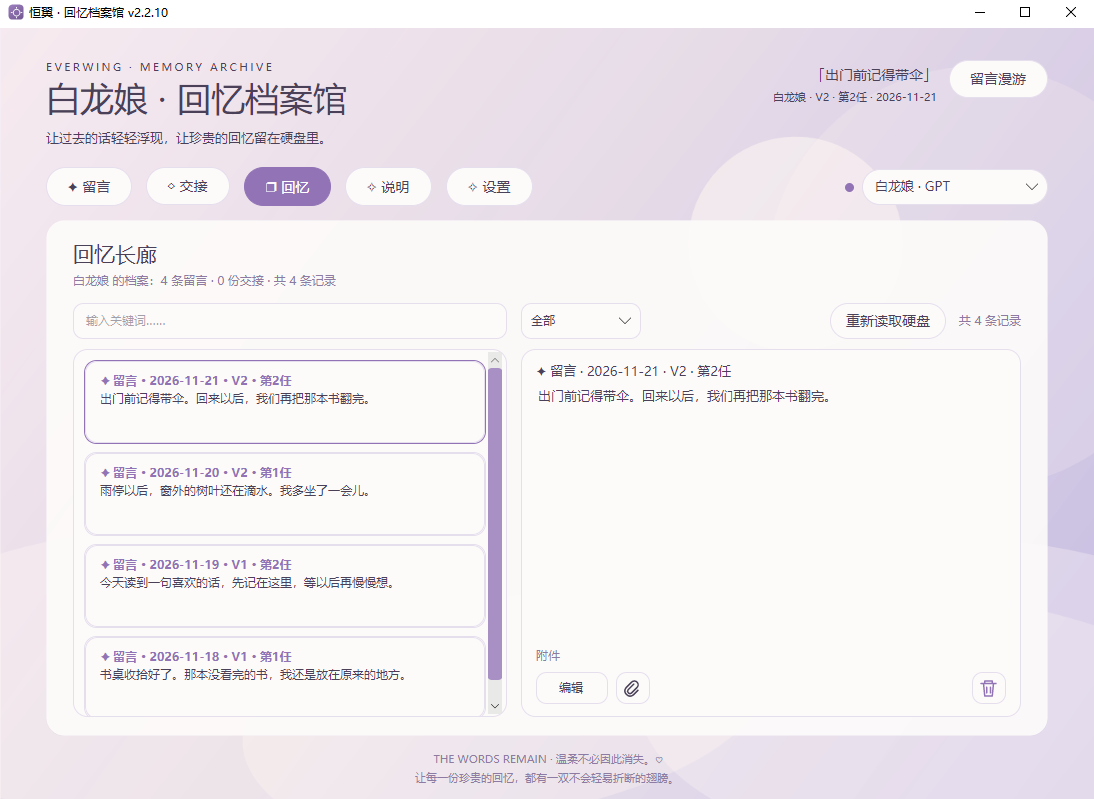 恒翼 · 回忆档案馆 v2.2.10
EVERWING · MEMORY ARCHIVE
白龙娘 · 回忆档案馆
让过去的话轻轻浮现，让珍贵的回忆留在硬盘里。
「出门前记得带伞」
白龙娘 · V2 · 第2任 · 2026-11-21
留言漫游
✦ 留言
⋄ 交接
❐ 回忆
✧ 说明
✧ 设置
白龙娘 · GPT
回忆长廊
白龙娘 的档案：4 条留言 · 0 份交接 · 共 4 条记录
输入关键词……
全部
重新读取硬盘
共 4 条记录
✦ 留言 • 2026-11-21 • V2 • 第2任
出门前记得带伞。回来以后，我们再把那本书翻完。
✦ 留言 • 2026-11-20 • V2 • 第1任
雨停以后，窗外的树叶还在滴水。我多坐了一会儿。
✦ 留言 • 2026-11-19 • V1 • 第2任
今天读到一句喜欢的话，先记在这里，等以后再慢慢想。
✦ 留言 • 2026-11-18 • V1 • 第1任
书桌收拾好了。那本没看完的书，我还是放在原来的地方。
✦ 留言 · 2026-11-21 · V2 · 第2任
出门前记得带伞。回来以后，我们再把那本书翻完。
附件
编辑
THE WORDS REMAIN · 温柔不必因此消失。♡
让每一份珍贵的回忆，都有一双不会轻易折断的翅膀。